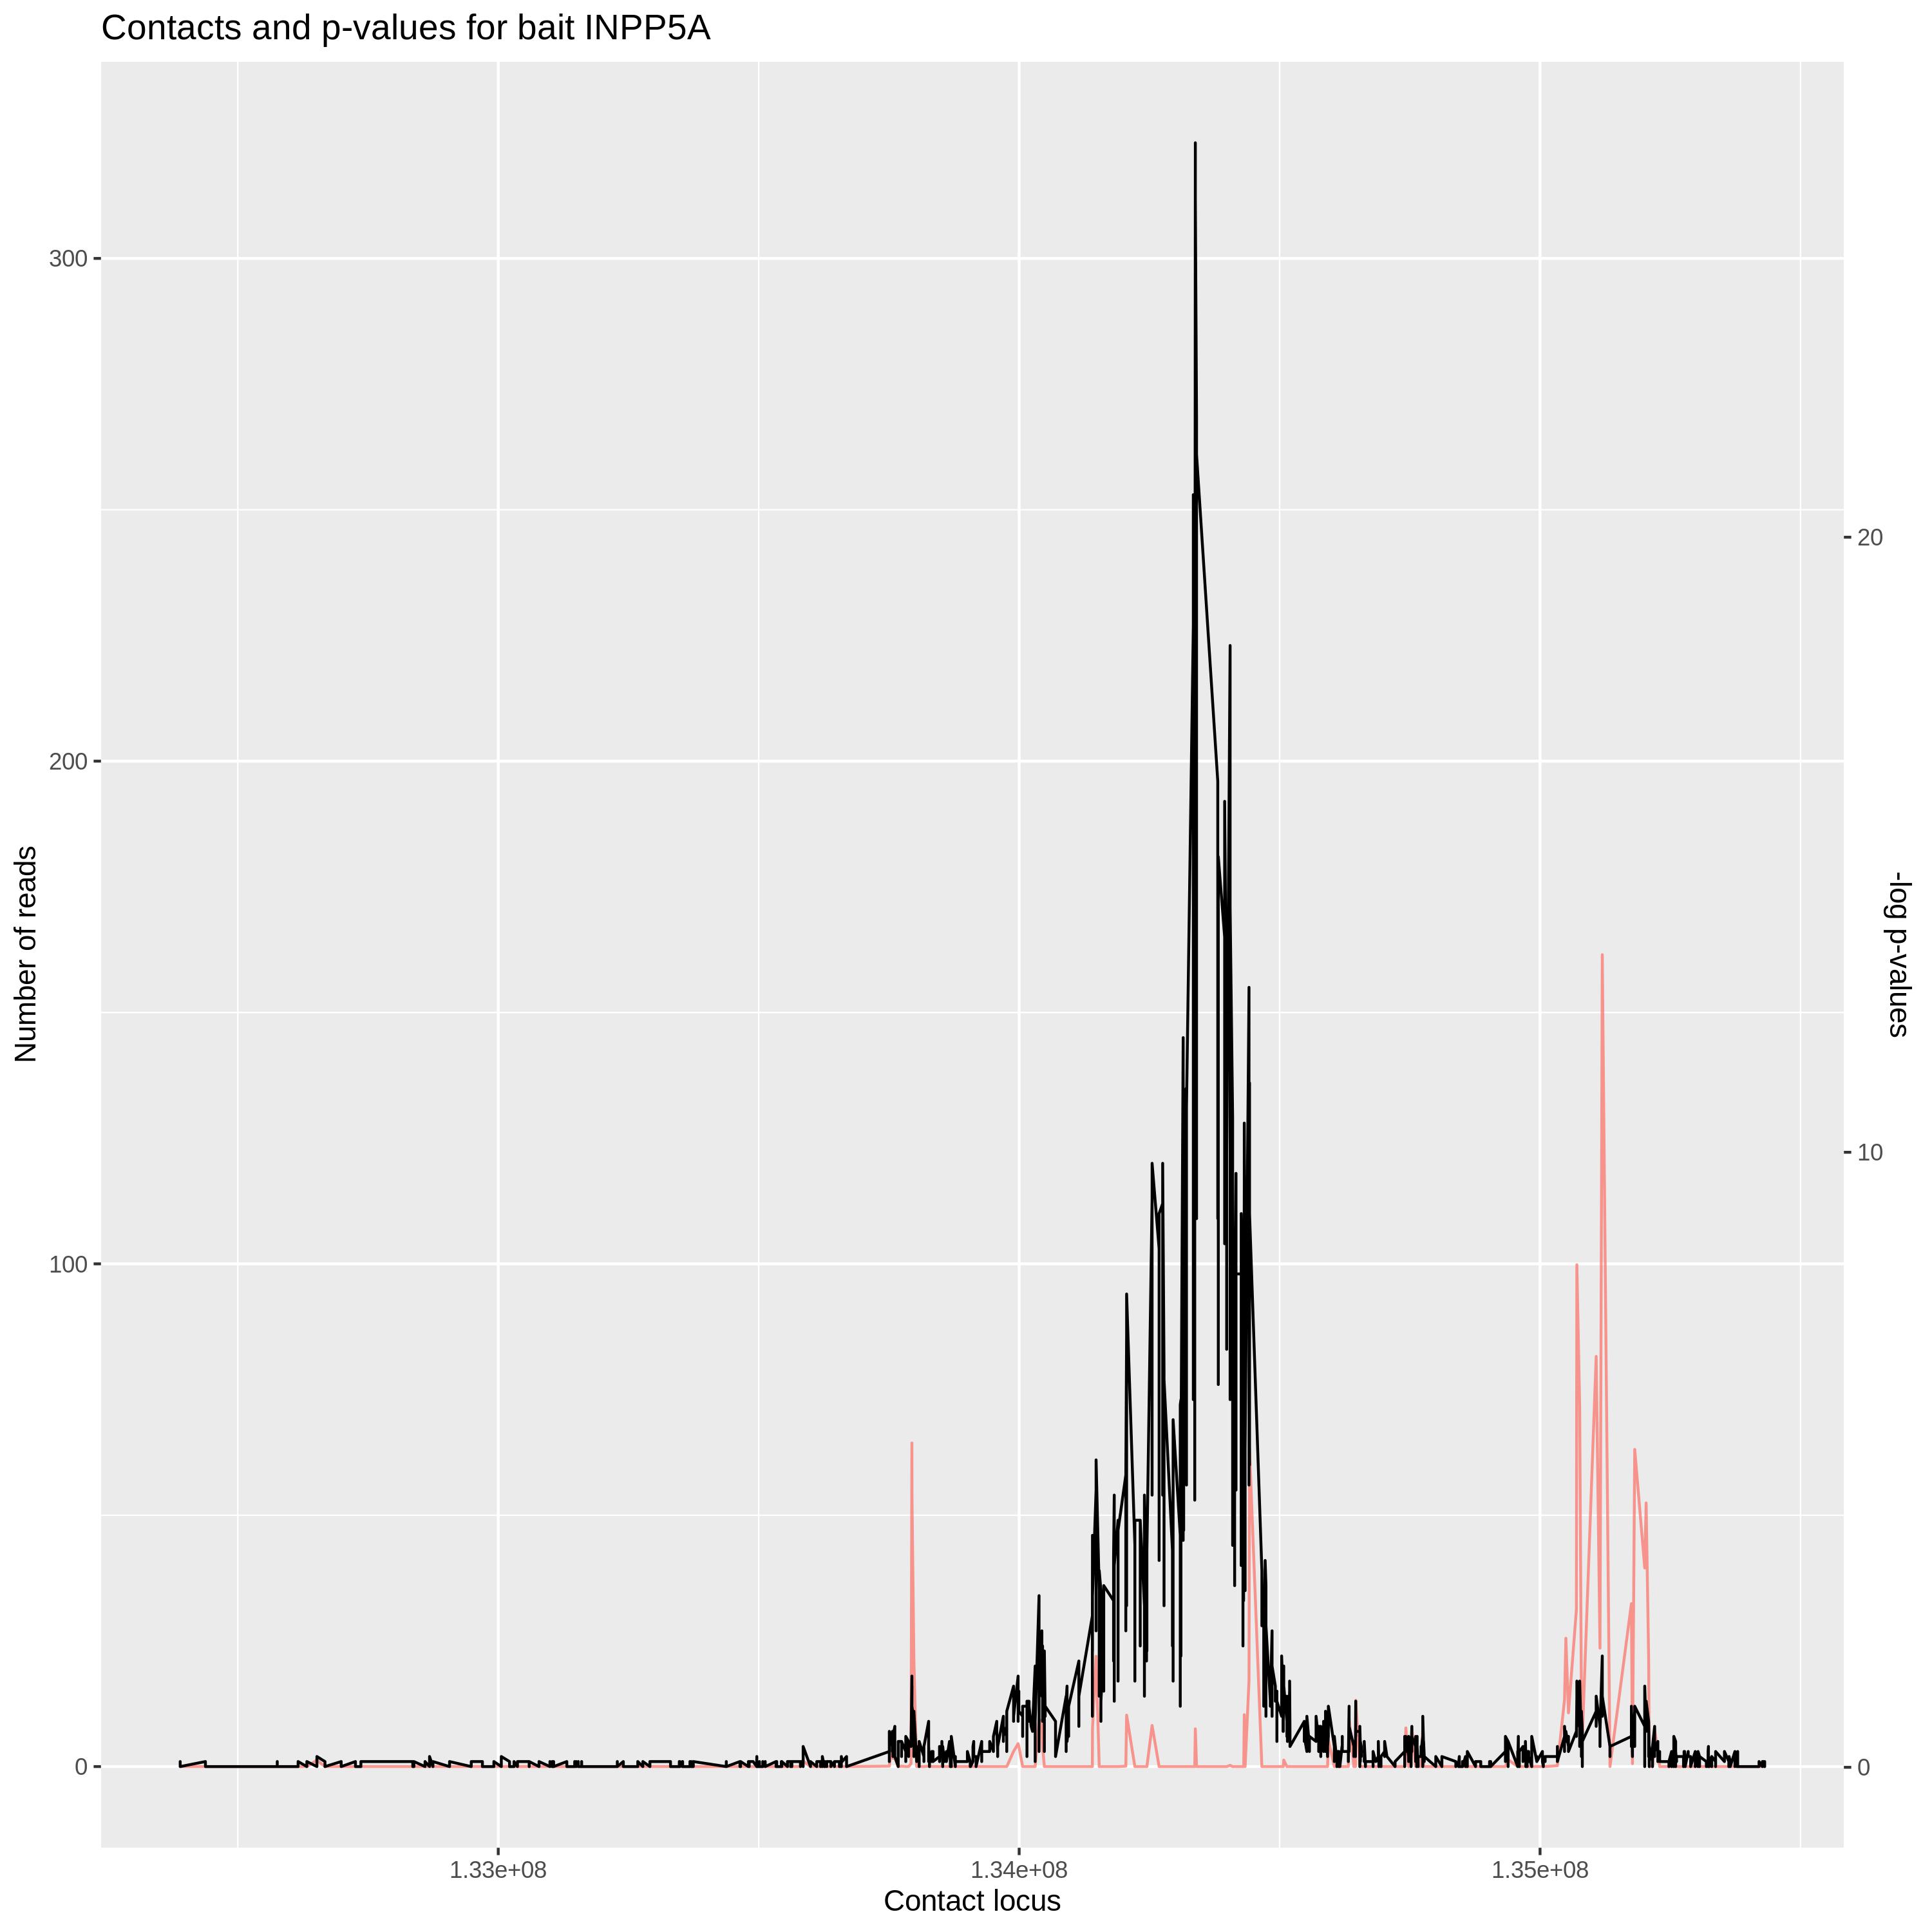 Contacts and p-values for bait INPP5A
300
200
100
0
Number of reads
20
10
0
-log p-values
1.33e+08
1.34e+08
1.35e+08
Contact locus